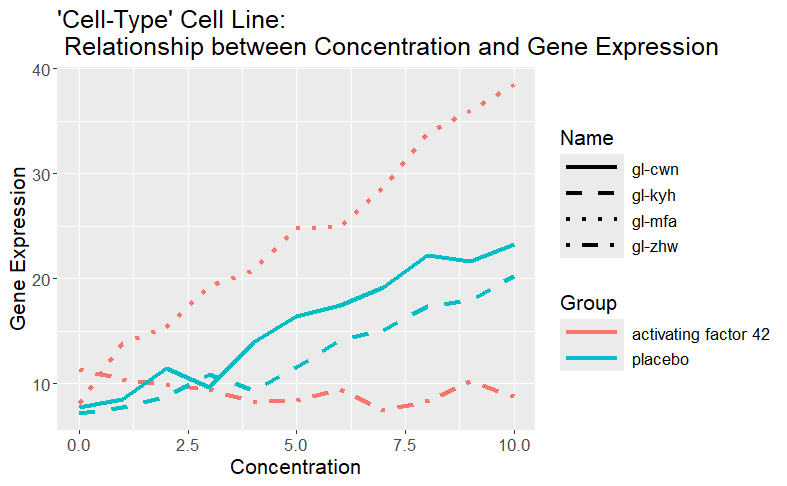 'Cell-Type' Cell Line:
Relationship between Concentration and Gene Expression
40
30
20
10
Gene Expression
0.0 2.5 5.0 7.5 10.0
Concentration
Name
gl-cwn
gl-kyh
gl-mfa
gl-zhw
Group
activating factor 42
placebo